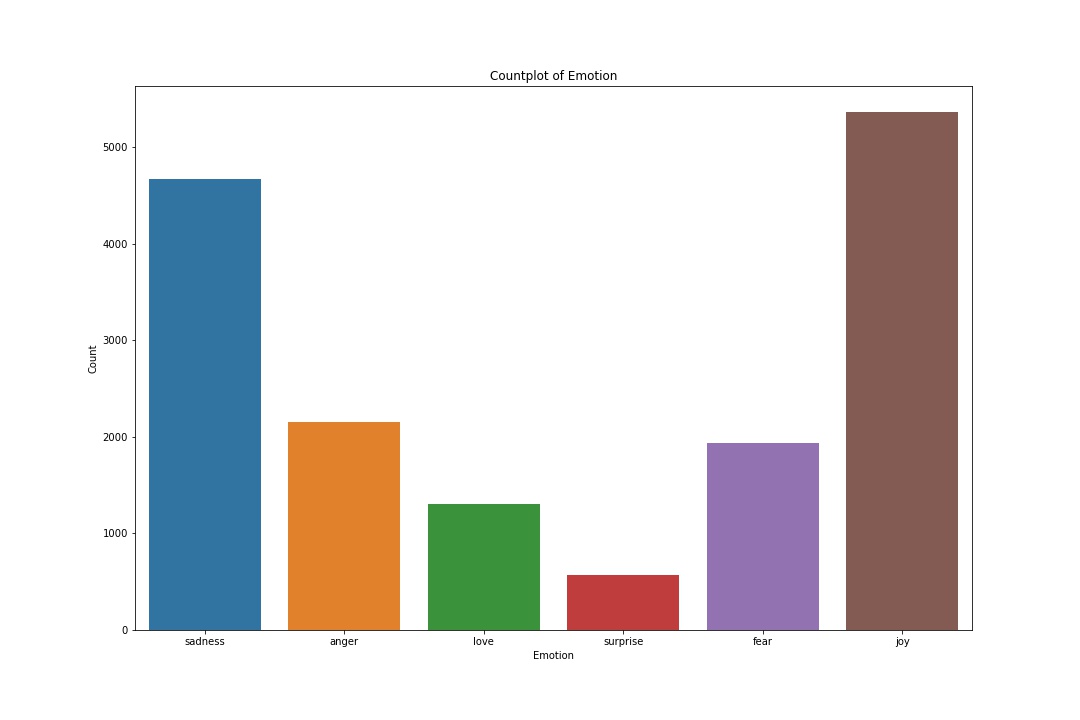 Countplot of Emotion
5000
4000
3000
2000
1000
0
Count
sadness anger love surprise fear joy
Emotion